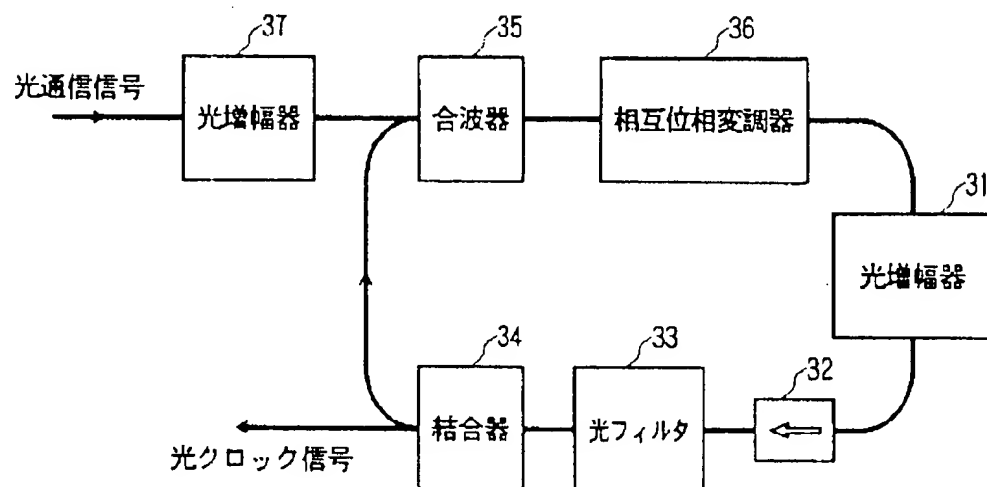 37
35
36
光通信信号
光増幅器
合波器
相互位相変調器
31
光増幅器
34
33
32
結合器
光フィルタ
光クロック信号